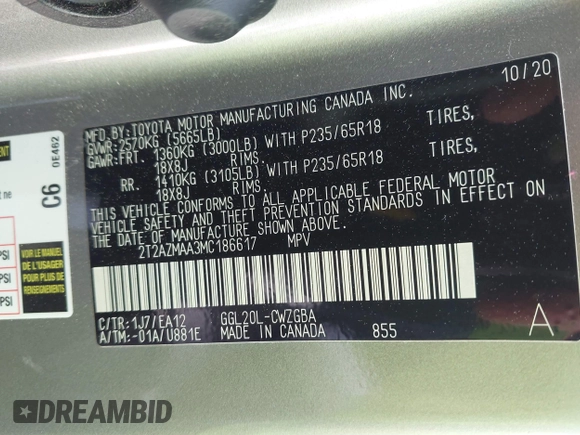 10/20
MFD.BY:TOYOTA MOTOR MANUFACTURING CANADA INC.
GVWR:2570KG (5665LB)
GAWR:FRT. 1360KG (3000LB) WITH P235/65R18 TIRES,
18X8J RIMS.
RR. 1410KG (3105LB) WITH P235/65R18 TIRES,
18X8J RIMS.
THIS VEHICLE CONFORMS TO ALL APPLICABLE FEDERAL MOTOR
VEHICLE SAFETY AND THEFT PREVENTION STANDARDS IN EFFECT ON
THE DATE OF MANUFACTURE SHOWN ABOVE.
2T2AZMAA3MC186617 MPV
C/TR:1J7/EA12 GGL20L-CWZGBA
A/TM:-01A/U881E MADE IN CANADA 855 A
C6
0E462
PSI
PSI
PSI
VOIR LE MANUEL
DE L'USAGER
POUR PLUS DE
RENSEIGNEMENTS
DREAMBID